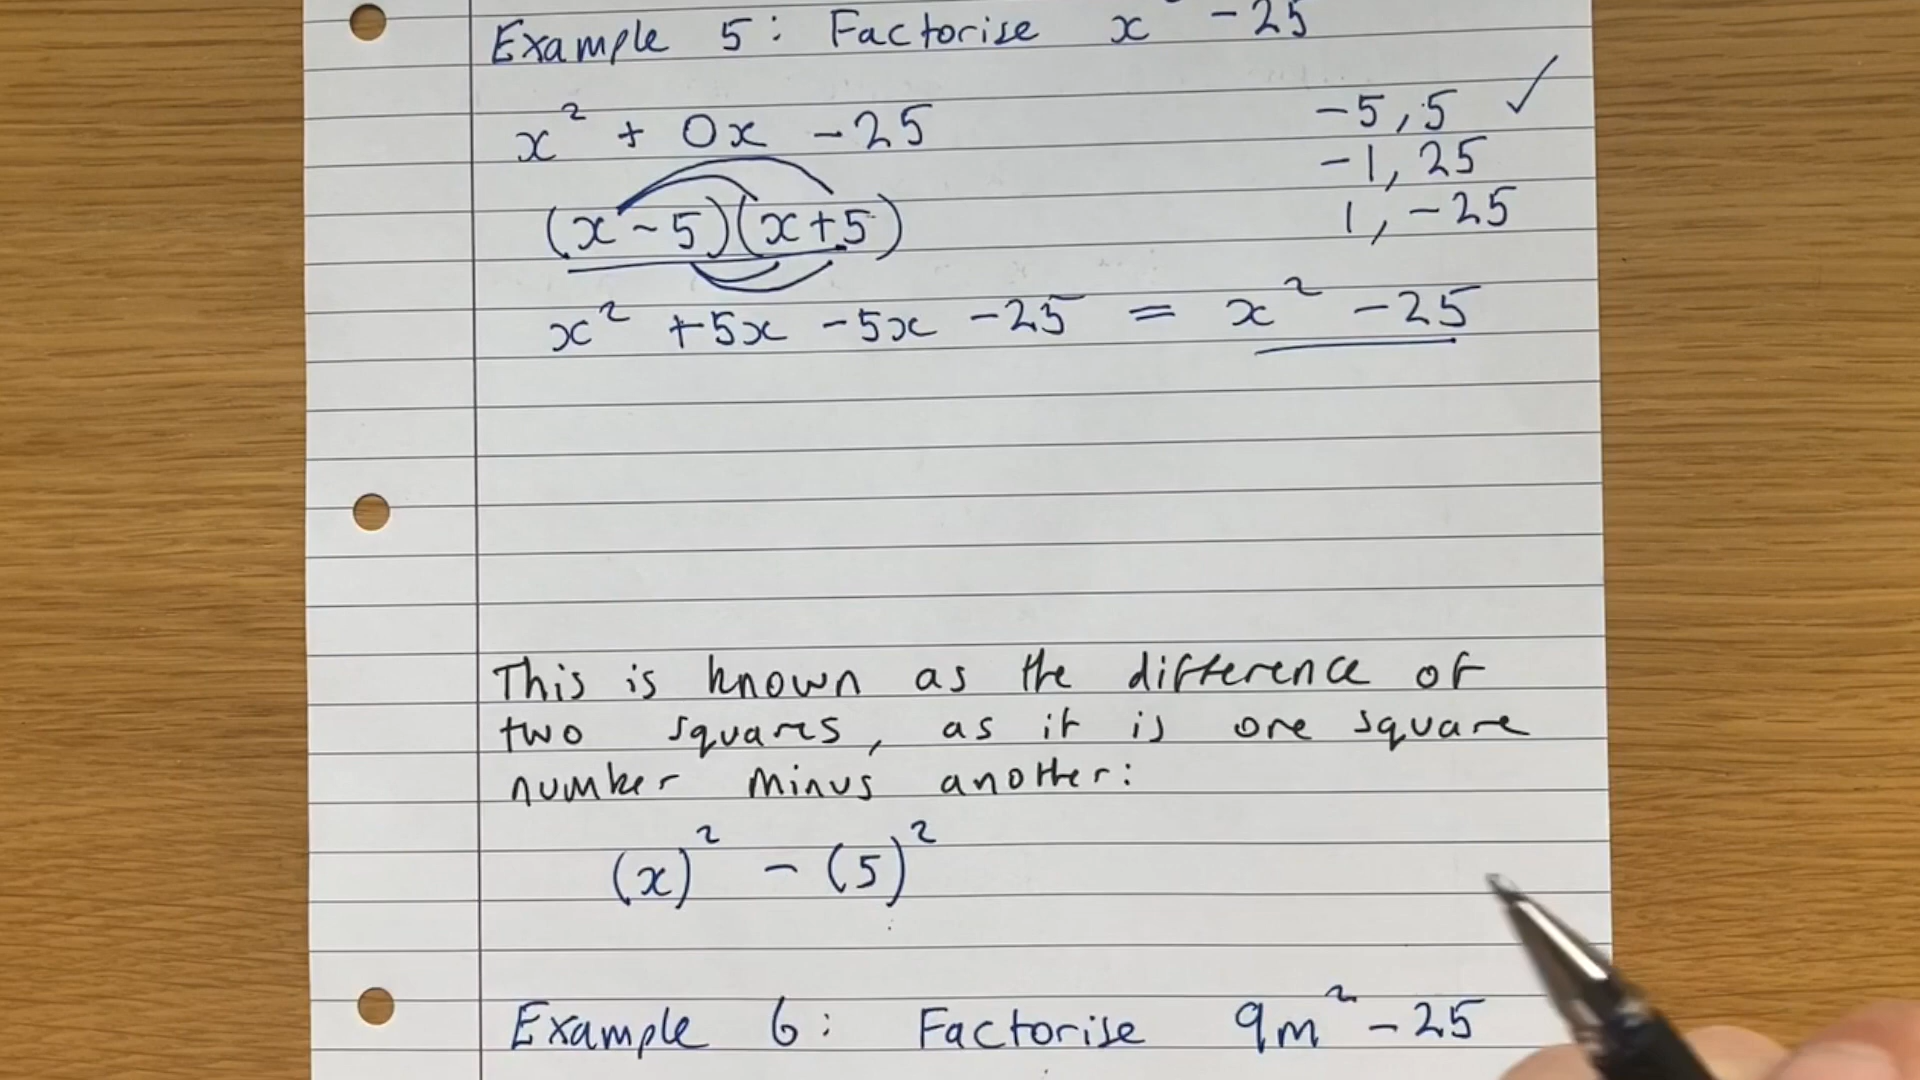 Example 5: Factorise x² - 25
x² + 0x - 25
-5, 5 ✓
-1, 25
1, -25
(x - 5)(x + 5)
x² + 5x - 5x - 25 = x² - 25
This is known as the difference of
two squares, as it is one square
number minus another:
(x)² - (5)²
Example 6: Factorise 9m² - 25